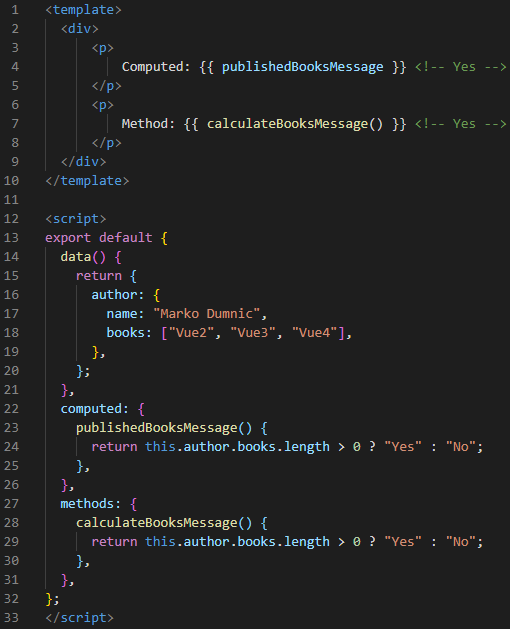 1 <template>
2   <div>
3     <p>
4         Computed: {{ publishedBooksMessage }} <!-- Yes -->
5     </p>
6     <p>
7         Method: {{ calculateBooksMessage() }} <!-- Yes -->
8     </p>
9   </div>
10 </template>
11
12 <script>
13 export default {
14   data() {
15     return {
16       author: {
17         name: "Marko Dumnic",
18         books: ["Vue2", "Vue3", "Vue4"],
19       },
20     };
21   },
22   computed: {
23     publishedBooksMessage() {
24       return this.author.books.length > 0 ? "Yes" : "No";
25     },
26   },
27   methods: {
28     calculateBooksMessage() {
29       return this.author.books.length > 0 ? "Yes" : "No";
30     },
31   },
32 };
33 </script>